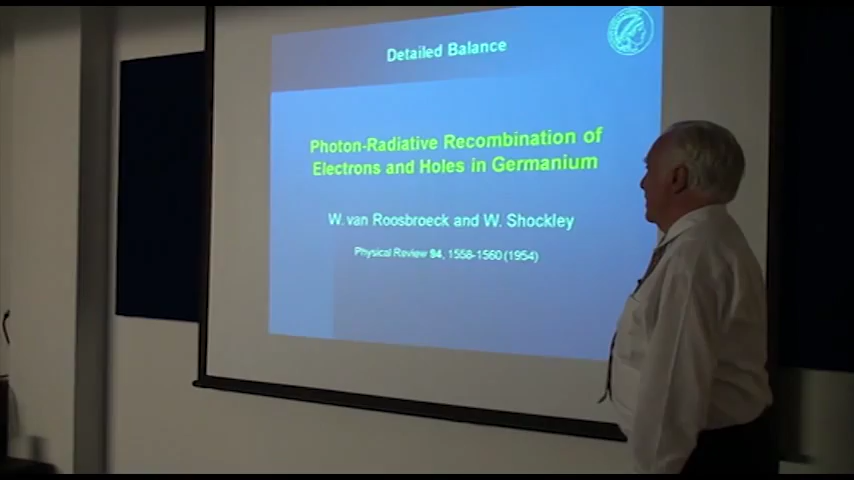 Detailed Balance
Photon-Radiative Recombination of
Electrons and Holes in Germanium
W. van Roosbroeck and W. Shockley
Physical Review 94, 1558-1560 (1954)